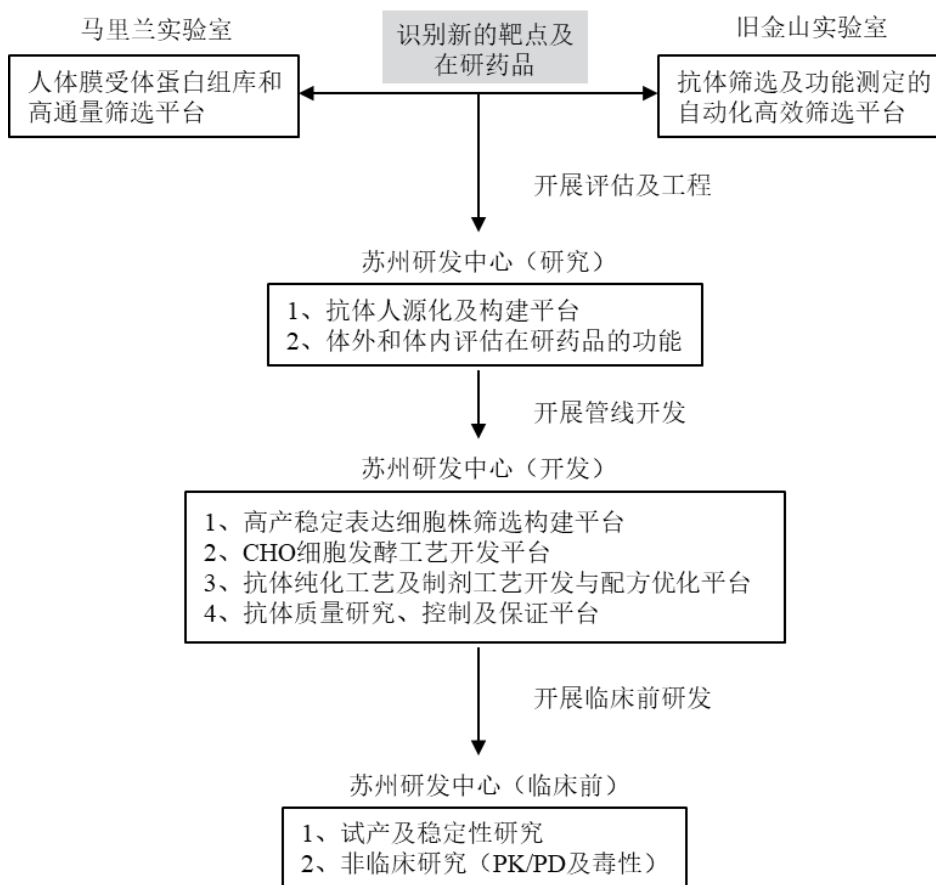 马里兰实验室
识别新的靶点及
在研药品
旧金山实验室
人体膜受体蛋白组库和
高通量筛选平台
抗体筛选及功能测定的
自动化高效筛选平台
开展评估及工程
苏州研发中心（研究）
1、抗体人源化及构建平台
2、体外和体内评估在研药品的功能
开展管线开发
苏州研发中心（开发）
1、高产稳定表达细胞株筛选构建平台
2、CHO细胞发酵工艺开发平台
3、抗体纯化工艺及制剂工艺开发与配方优化平台
4、抗体质量研究、控制及保证平台
开展临床前研发
苏州研发中心（临床前）
1、试产及稳定性研究
2、非临床研究（PK/PD及毒性）